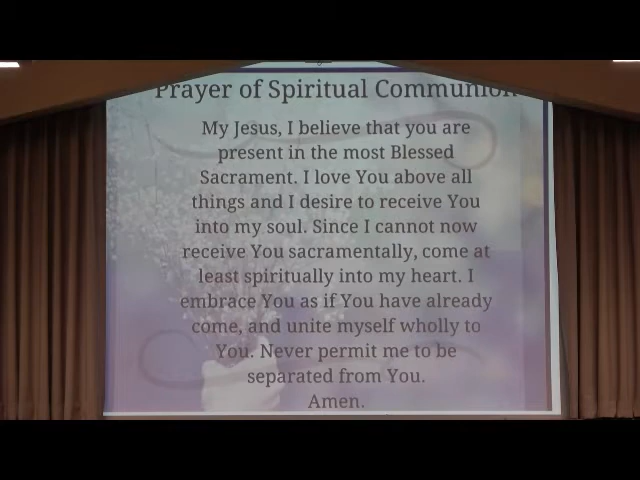 Prayer of Spiritual Communion
My Jesus, I believe that you are
present in the most Blessed
Sacrament. I love You above all
things and I desire to receive You
into my soul. Since I cannot now
receive You sacramentally, come at
least spiritually into my heart. I
embrace You as if You have already
come, and unite myself wholly to
You. Never permit me to be
separated from You.
Amen.